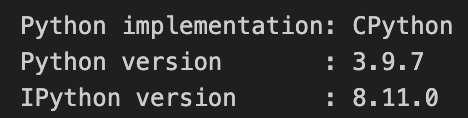 Python implementation: CPython
Python version       : 3.9.7
IPython version      : 8.11.0